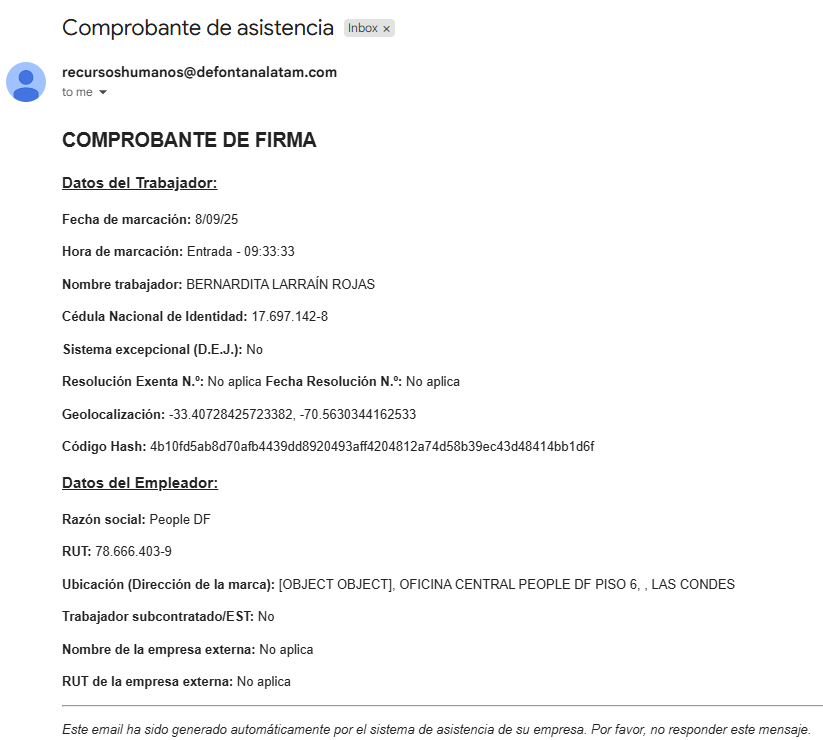 Comprobante de asistencia Inbox ×
recursoshumanos@defontanalatam.com
to me
COMPROBANTE DE FIRMA
Datos del Trabajador:
Fecha de marcación: 8/09/25
Hora de marcación: Entrada - 09:33:33
Nombre trabajador: BERNARDITA LARRAÍN ROJAS
Cédula Nacional de Identidad: 17.697.142-8
Sistema excepcional (D.E.J.): No
Resolución Exenta N.º: No aplica Fecha Resolución N.º: No aplica
Geolocalización: -33.40728425723382, -70.5630344162533
Código Hash: 4b10fd5ab8d70afb4439dd8920493aff4204812a74d58b39ec43d48414bb1d6f
Datos del Empleador:
Razón social: People DF
RUT: 78.666.403-9
Ubicación (Dirección de la marca): [OBJECT OBJECT], OFICINA CENTRAL PEOPLE DF PISO 6, , LAS CONDES
Trabajador subcontratado/EST: No
Nombre de la empresa externa: No aplica
RUT de la empresa externa: No aplica
Este email ha sido generado automáticamente por el sistema de asistencia de su empresa. Por favor, no responder este mensaje.